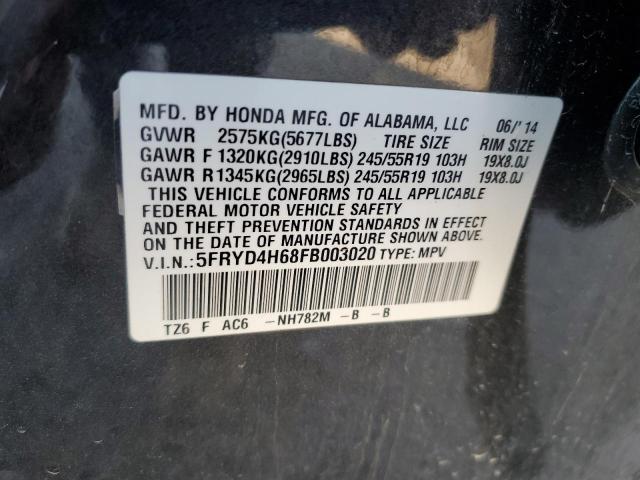 MFD. BY HONDA MFG. OF ALABAMA, LLC 06/'14
GVWR 2575KG(5677LBS) TIRE SIZE RIM SIZE
GAWR F 1320KG(2910LBS) 245/55R19 103H 19X8.0J
GAWR R 1345KG(2965LBS) 245/55R19 103H 19X8.0J
THIS VEHICLE CONFORMS TO ALL APPLICABLE
FEDERAL MOTOR VEHICLE SAFETY
AND THEFT PREVENTION STANDARDS IN EFFECT
ON THE DATE OF MANUFACTURE SHOWN ABOVE.
V.I.N.: 5FRYD4H68FB003020 TYPE: MPV
TZ6 F AC6 -NH782M -B -B